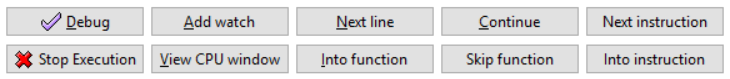 Debug Add watch Next line Continue Next instruction
Stop Execution View CPU window Into function Skip function Into instruction